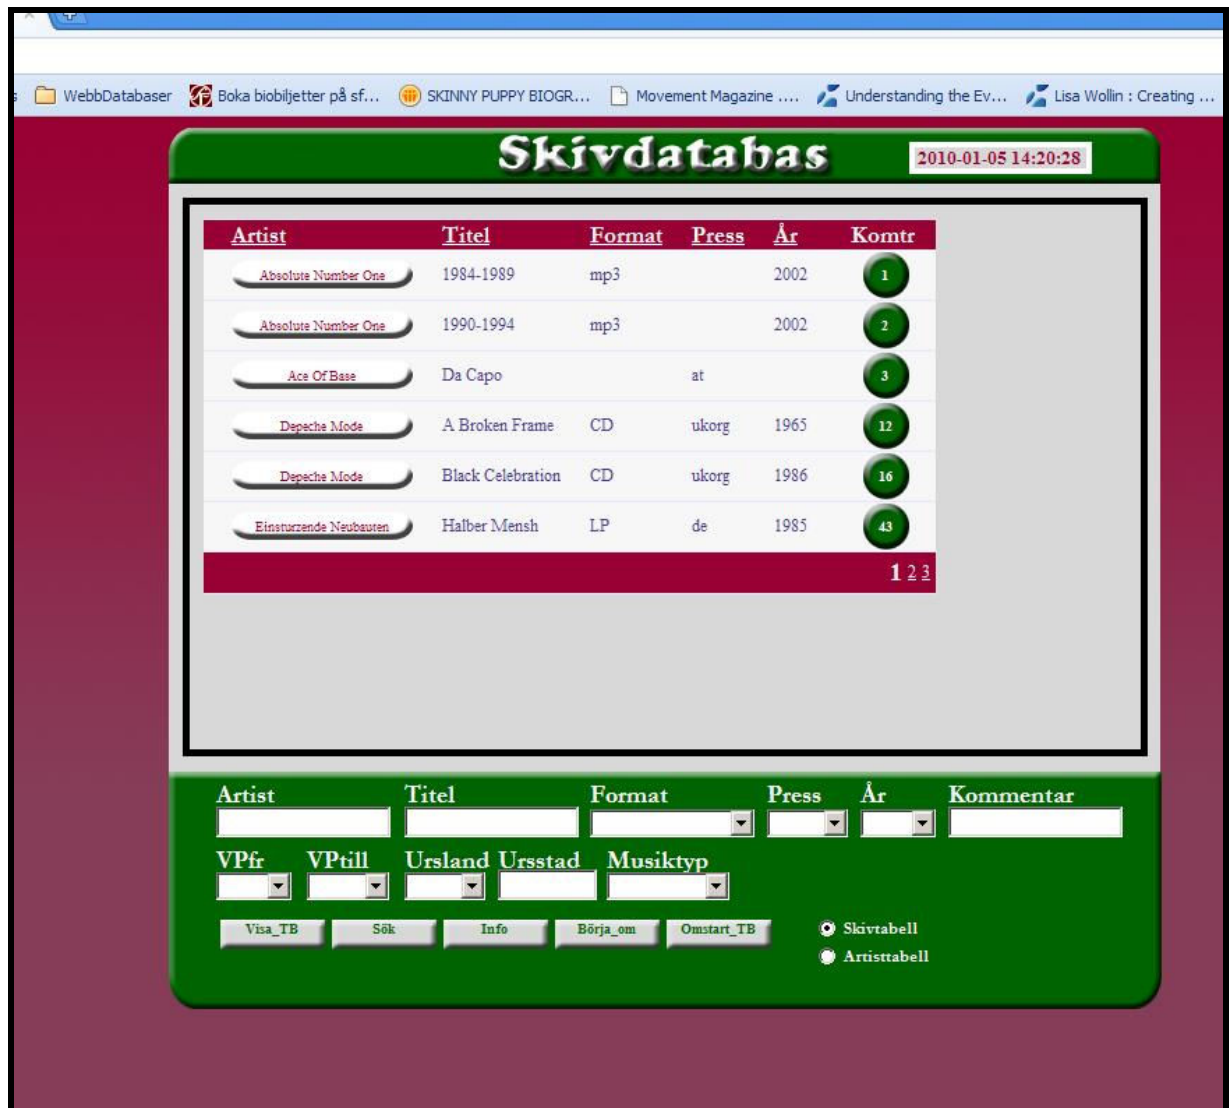 WebbDatabaser Boka biobiljetter på sf... SKINNY PUPPY BIOGR... Movement Magazine .... Understanding the Ev... Lisa Wollin : Creating ...
Skivdatabas 2010-01-05 14:20:28
Artist Titel Format Press År Komtr
Absolute Number One 1984-1989 mp3 2002 1
Absolute Number One 1990-1994 mp3 2002 2
Ace Of Base Da Capo at 3
Depeche Mode A Broken Frame CD ukorg 1965 12
Depeche Mode Black Celebration CD ukorg 1986 16
Einsturzende Neubauten Halber Mensh LP de 1985 43
1 2 3
Artist Titel Format Press År Kommentar
VPfr VPtill Ursland Ursstad Musiktyp
Visa_TB Sök Info Börja_om Omstart_TB Skivtabell
Artisttabell